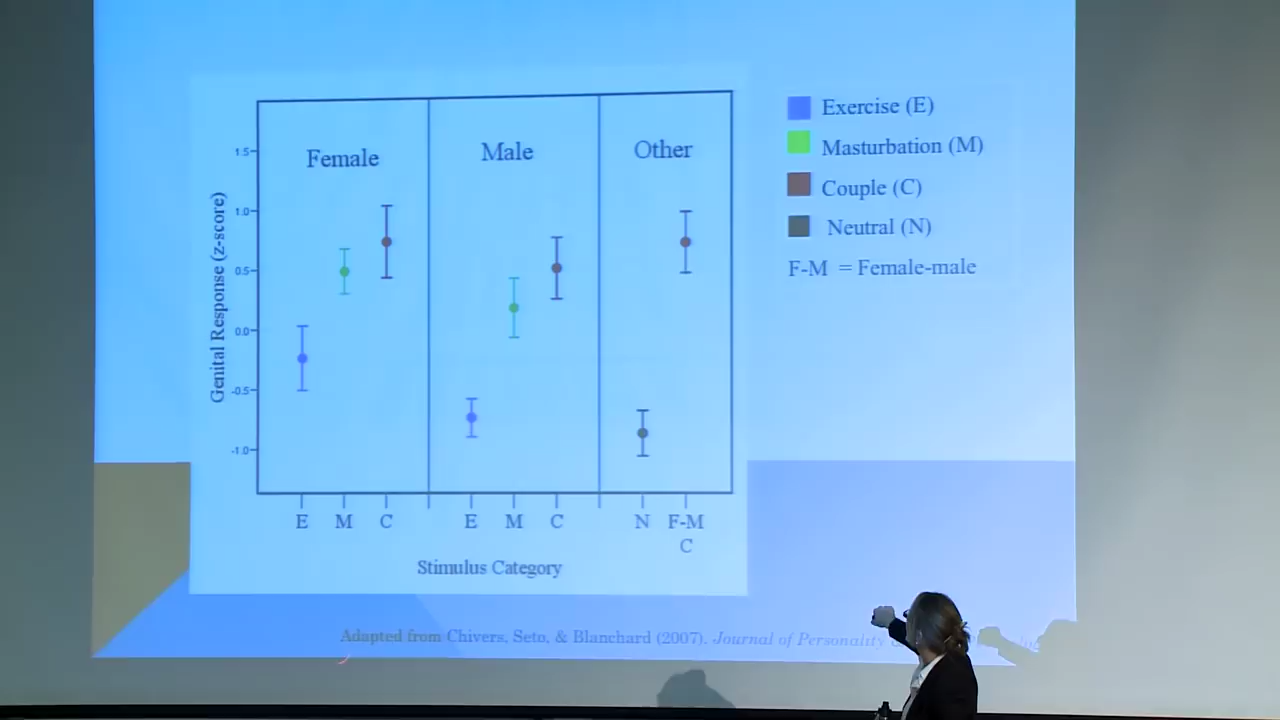 Female
Male
Other
Genital Response (z-score)
1.5
1.0
0.5
0.0
-0.5
-1.0
E M C E M C N F-M
C
Stimulus Category
Exercise (E)
Masturbation (M)
Couple (C)
Neutral (N)
F-M = Female-male
Adapted from Chivers, Seto, & Blanchard (2007). Journal of Personality